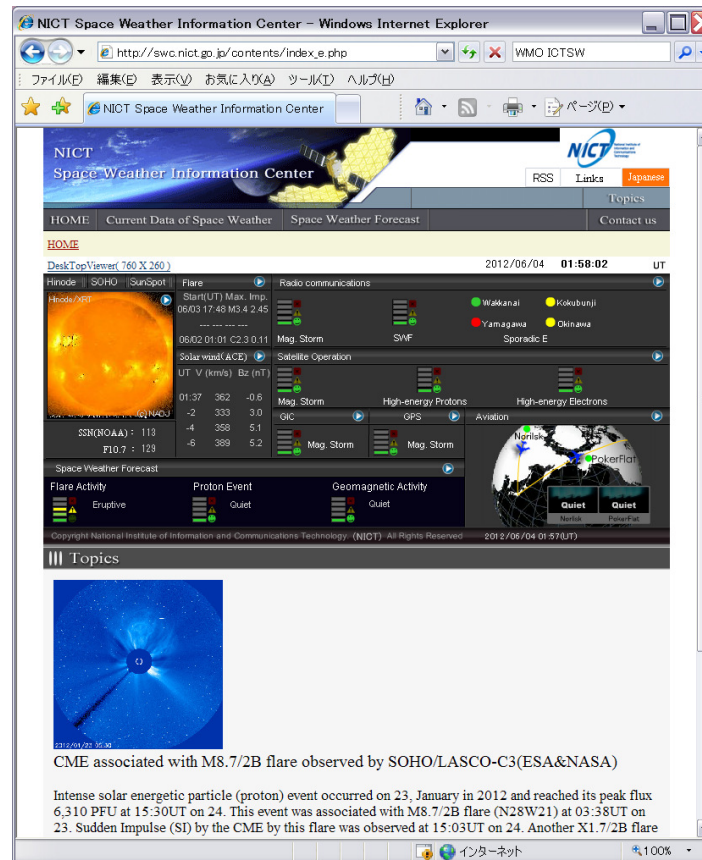 NICT Space Weather Information Center - Windows Internet Explorer
http://swc.nict.go.jp/contents/index_e.php
WMO ICTSW
ファイル(F) 編集(E) 表示(V) お気に入り(A) ツール(T) ヘルプ(H)
NICT Space Weather Information Center
ページ(P)
NICT
Space Weather Information Center
NICT National Institute of Information and Communications Technology
RSS Links Japanese
Topics
HOME Current Data of Space Weather Space Weather Forecast Contact us
HOME
DeskTopViewer( 760 X 260 ) 2012/06/04 01:58:02 UT
Hinode SOHO SunSpot Flare Radio communications
Hinode/XRT
Start(UT) Max. Imp.
06/03 17:48 M3.4 2.45
--- --- --- ---
06/02 01:01 C2.3 0.11
Mag. Storm SWF Sporadic E
Wakkanai Kokubunji
Yamagawa Okinawa
Solar wind(ACE) Satellite Operation
UT V (km/s) Bz (nT)
01:37 362 -0.6
-2 333 3.0
-4 358 5.1
-6 389 5.2
Mag. Storm High-energy Protons High-energy Electrons
(c)NAOJ
GIC GPS Aviation
SSN(NOAA) : 113
F10.7 : 129
Mag. Storm Mag. Storm
Norilsk
PokerFlat
Quiet Quiet
Norilsk PokerFlat
Space Weather Forecast
Flare Activity Proton Event Geomagnetic Activity
Eruptive Quiet Quiet
Copyright National Institute of Information and Communications Technology (NICT) All Rights Reserved 2012/06/04 01:57(UT)
Topics
2012/01/23 05:30
CME associated with M8.7/2B flare observed by SOHO/LASCO-C3(ESA&NASA)
Intense solar energetic particle (proton) event occurred on 23, January in 2012 and reached its peak flux
6,310 PFU at 15:30UT on 24. This event was associated with M8.7/2B flare (N28W21) at 03:38UT on
23. Sudden Impulse (SI) by the CME by this flare was observed at 15:03UT on 24. Another X1.7/2B flare
インターネット 100%